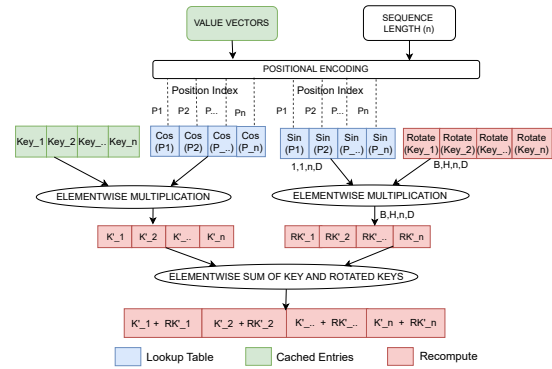 VALUE VECTORS
SEQUENCE
LENGTH (n)
POSITIONAL ENCODING
Position Index
Position Index
P1 P2 P... Pn
P1 P2 P... Pn
Key_1 Key_2 Key_.. Key_n
Cos (P1) Cos (P2) Cos (P_..) Cos (P_n)
Sin (P1) Sin (P2) Sin (P_..) Sin (P_n)
Rotate (Key_1) Rotate (Key_2) Rotate (Key_..) Rotate (Key_n)
1,1,n,D
B,H,n,D
ELEMENTWISE MULTIPLICATION
ELEMENTWISE MULTIPLICATION
B,H,n,D
K'_1 K'_2 K'_.. K'_n
RK'_1 RK'_2 RK'_.. RK'_n
ELEMENTWISE SUM OF KEY AND ROTATED KEYS
K'_1 + RK'_1 K'_2 + RK'_2 K'_.. + RK'_.. K'_n + RK'_n
Lookup Table
Cached Entries
Recompute